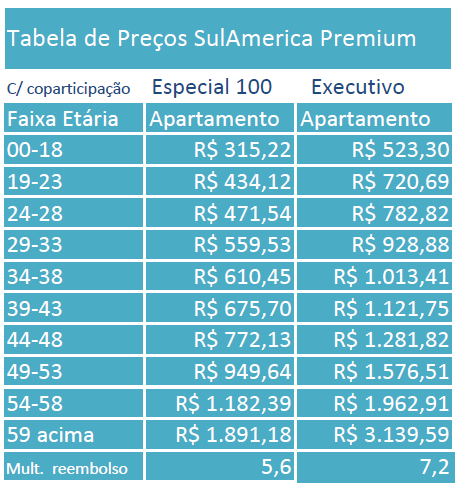 Tabela de Preços SulAmerica Premium
C/ coparticipação Especial 100 Executivo
Faixa Etária Apartamento Apartamento
00-18 R$ 315,22 R$ 523,30
19-23 R$ 434,12 R$ 720,69
24-28 R$ 471,54 R$ 782,82
29-33 R$ 559,53 R$ 928,88
34-38 R$ 610,45 R$ 1.013,41
39-43 R$ 675,70 R$ 1.121,75
44-48 R$ 772,13 R$ 1.281,82
49-53 R$ 949,64 R$ 1.576,51
54-58 R$ 1.182,39 R$ 1.962,91
59 acima R$ 1.891,18 R$ 3.139,59
Mult. reembolso 5,6 7,2